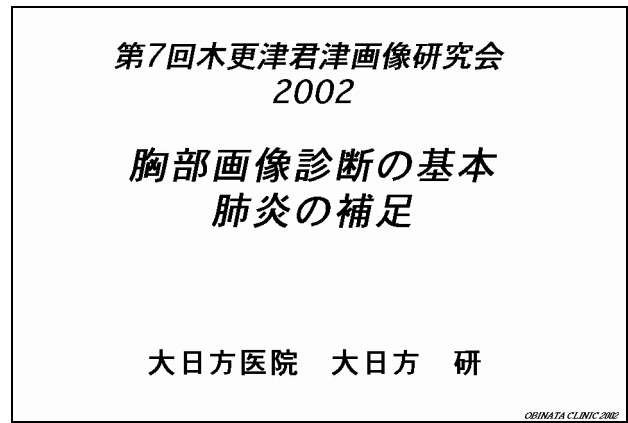 第7回木更津君津画像研究会
2002
胸部画像診断の基本
肺炎の補足
大日方医院　大日方　研
OBINATA CLINIC 2002